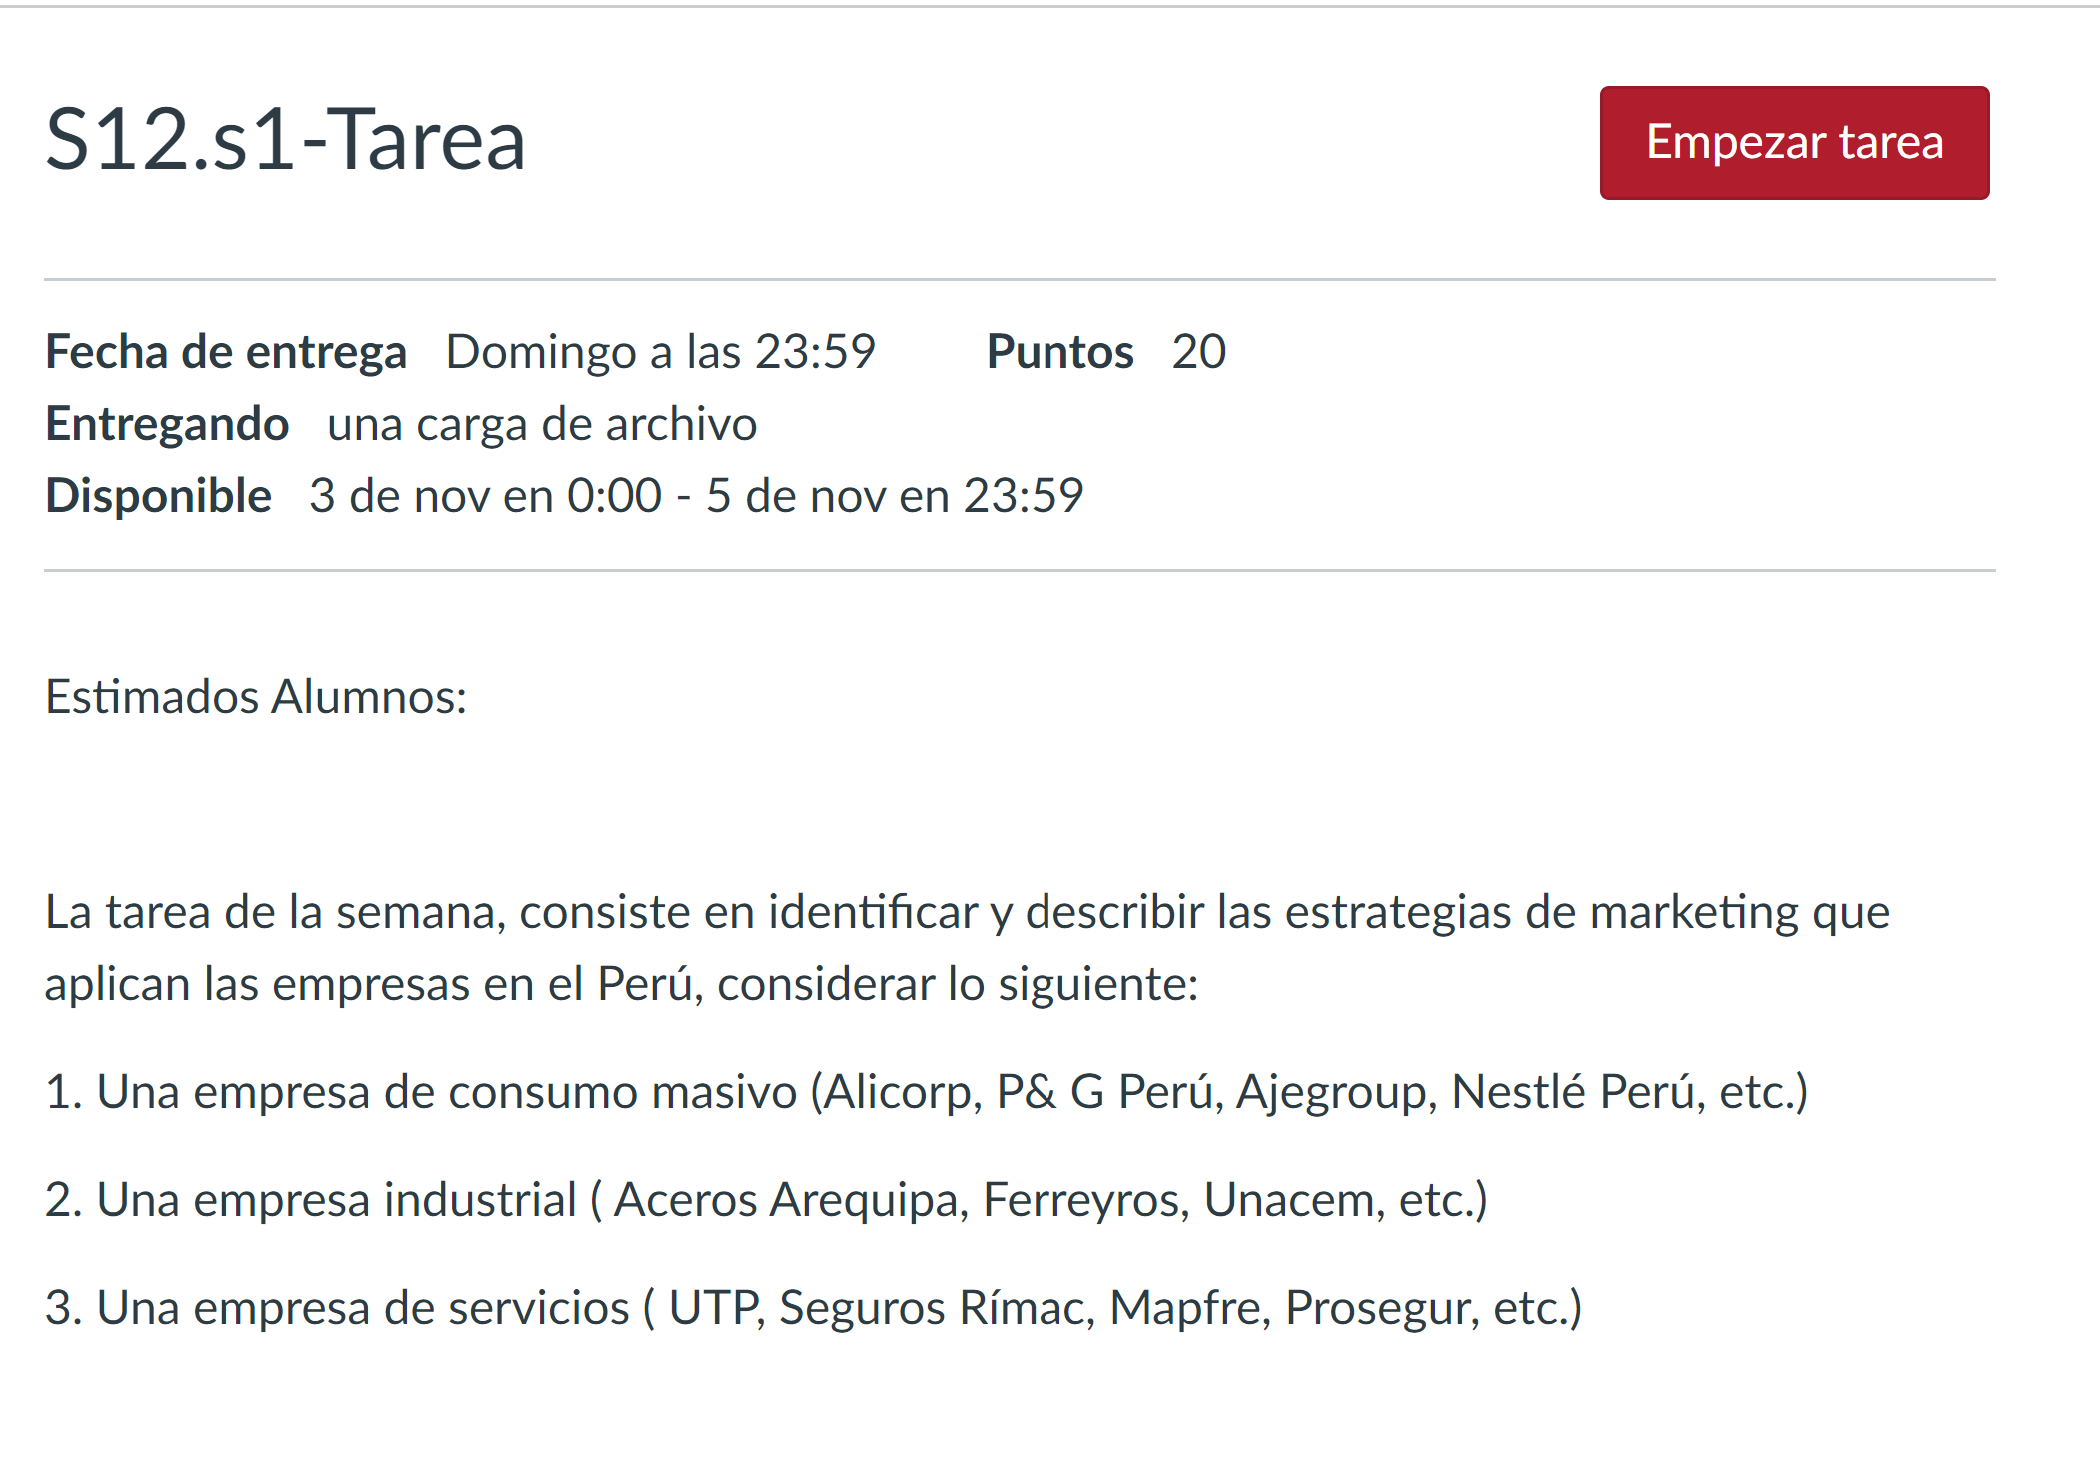 S12.s1-Tarea
Empezar tarea
Fecha de entrega Domingo a las 23:59 Puntos 20
Entregando una carga de archivo
Disponible 3 de nov en 0:00 - 5 de nov en 23:59
Estimados Alumnos:
La tarea de la semana, consiste en identificar y describir las estrategias de marketing que
aplican las empresas en el Perú, considerar lo siguiente:
1. Una empresa de consumo masivo (Alicorp, P& G Perú, Ajegroup, Nestlé Perú, etc.)
2. Una empresa industrial ( Aceros Arequipa, Ferreyros, Unacem, etc.)
3. Una empresa de servicios ( UTP, Seguros Rímac, Mapfre, Prosegur, etc.)